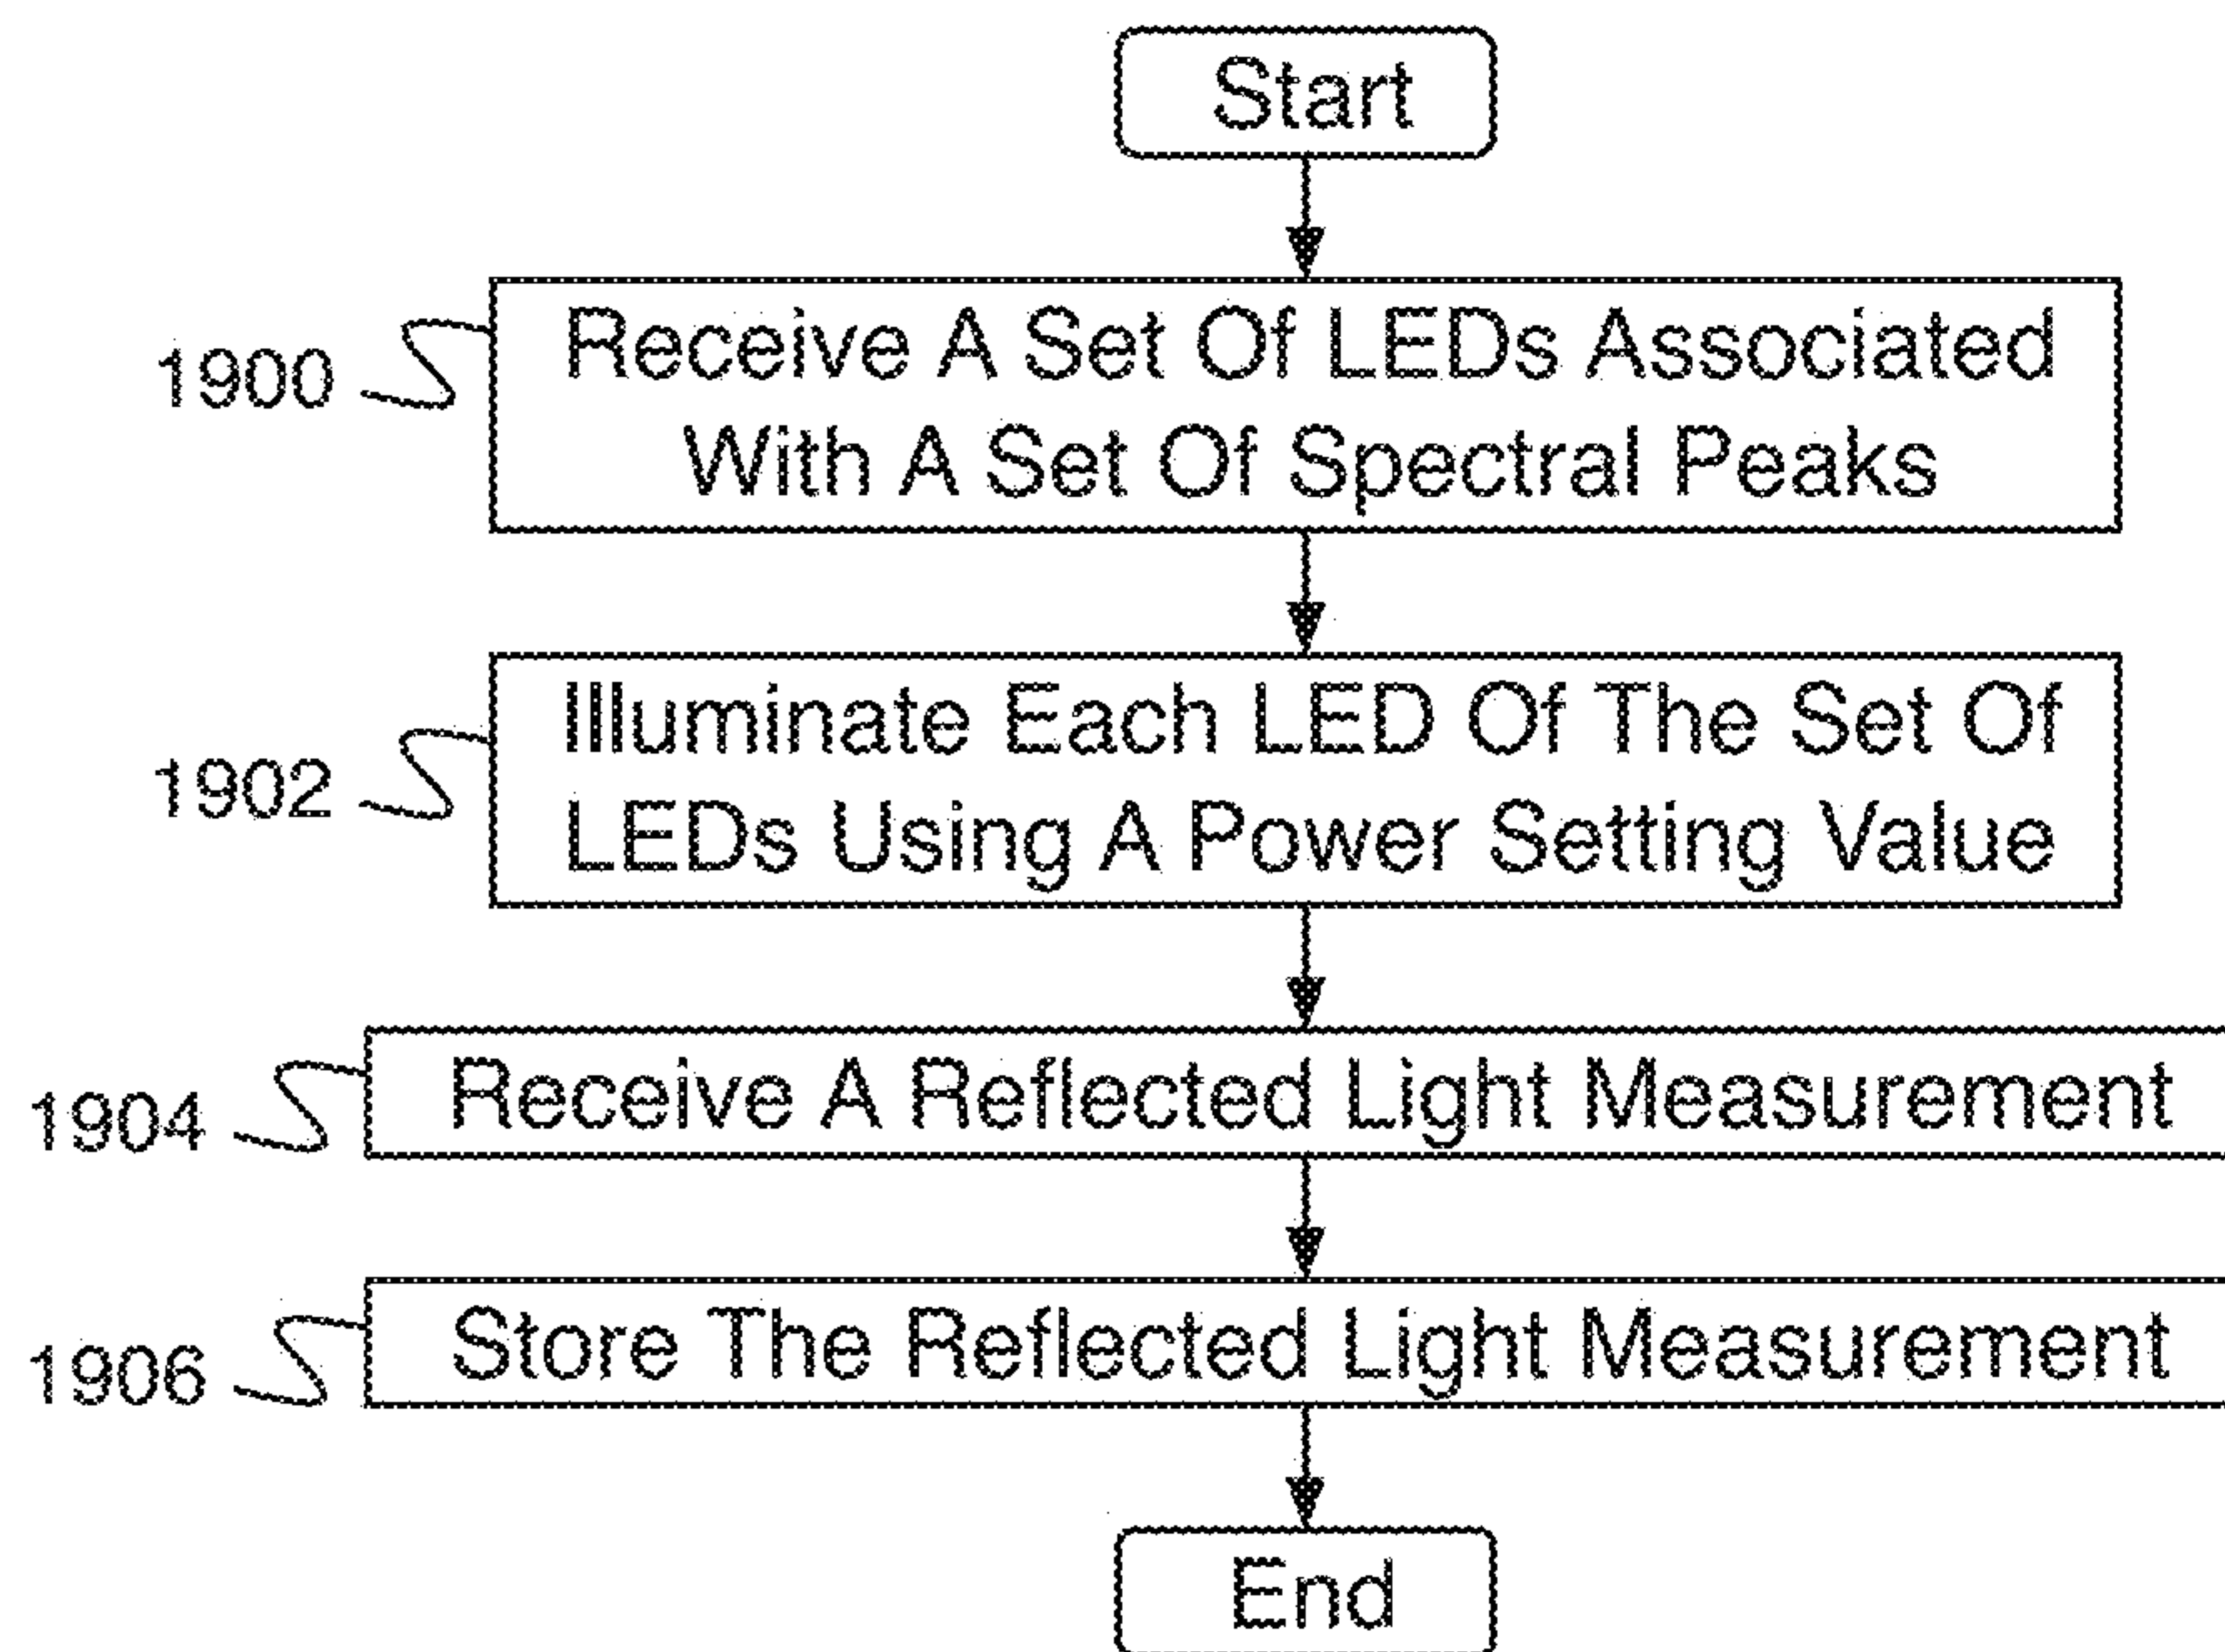 Start
1900
Receive A Set Of LEDs Associated
With A Set Of Spectral Peaks
1902
Illuminate Each LED Of The Set Of
LEDs Using A Power Setting Value
1904
Receive A Reflected Light Measurement
1906
Store The Reflected Light Measurement
End